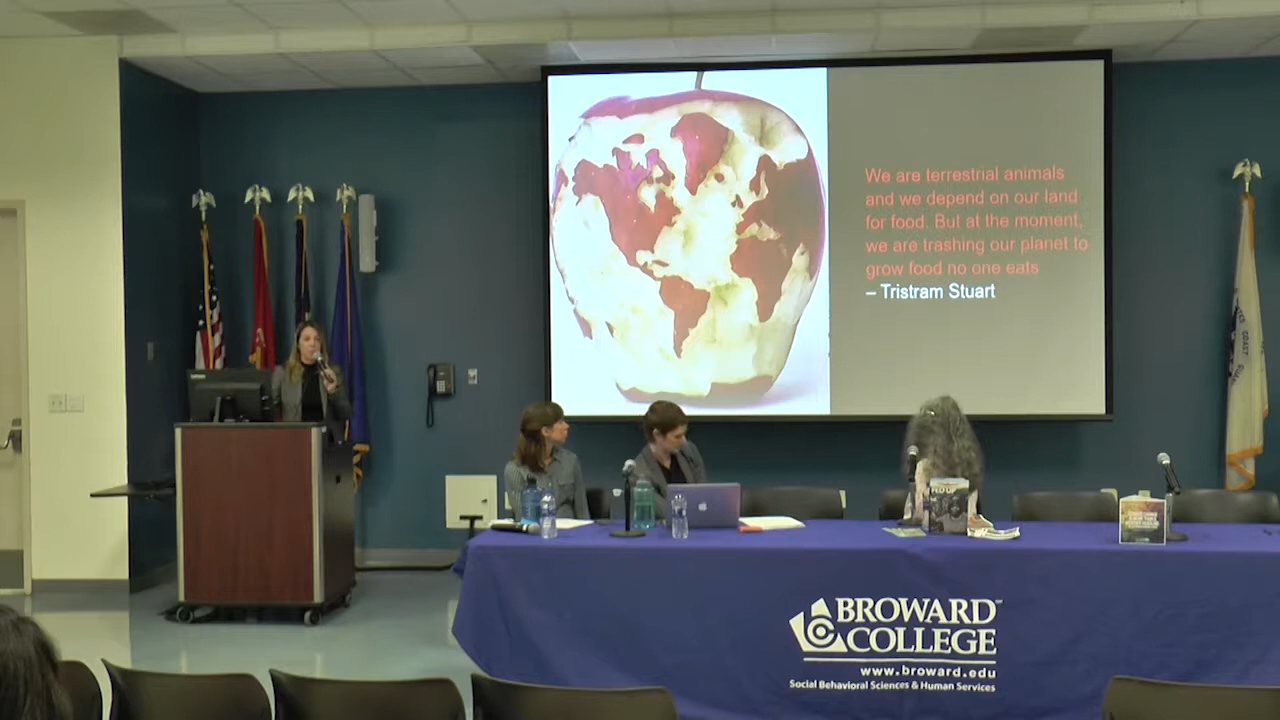 We are terrestrial animals
and we depend on our land
for food. But at the moment,
we are trashing our planet to
grow food no one eats
– Tristram Stuart
BROWARD
COLLEGE
www.broward.edu
Social Behavioral Sciences & Human Services